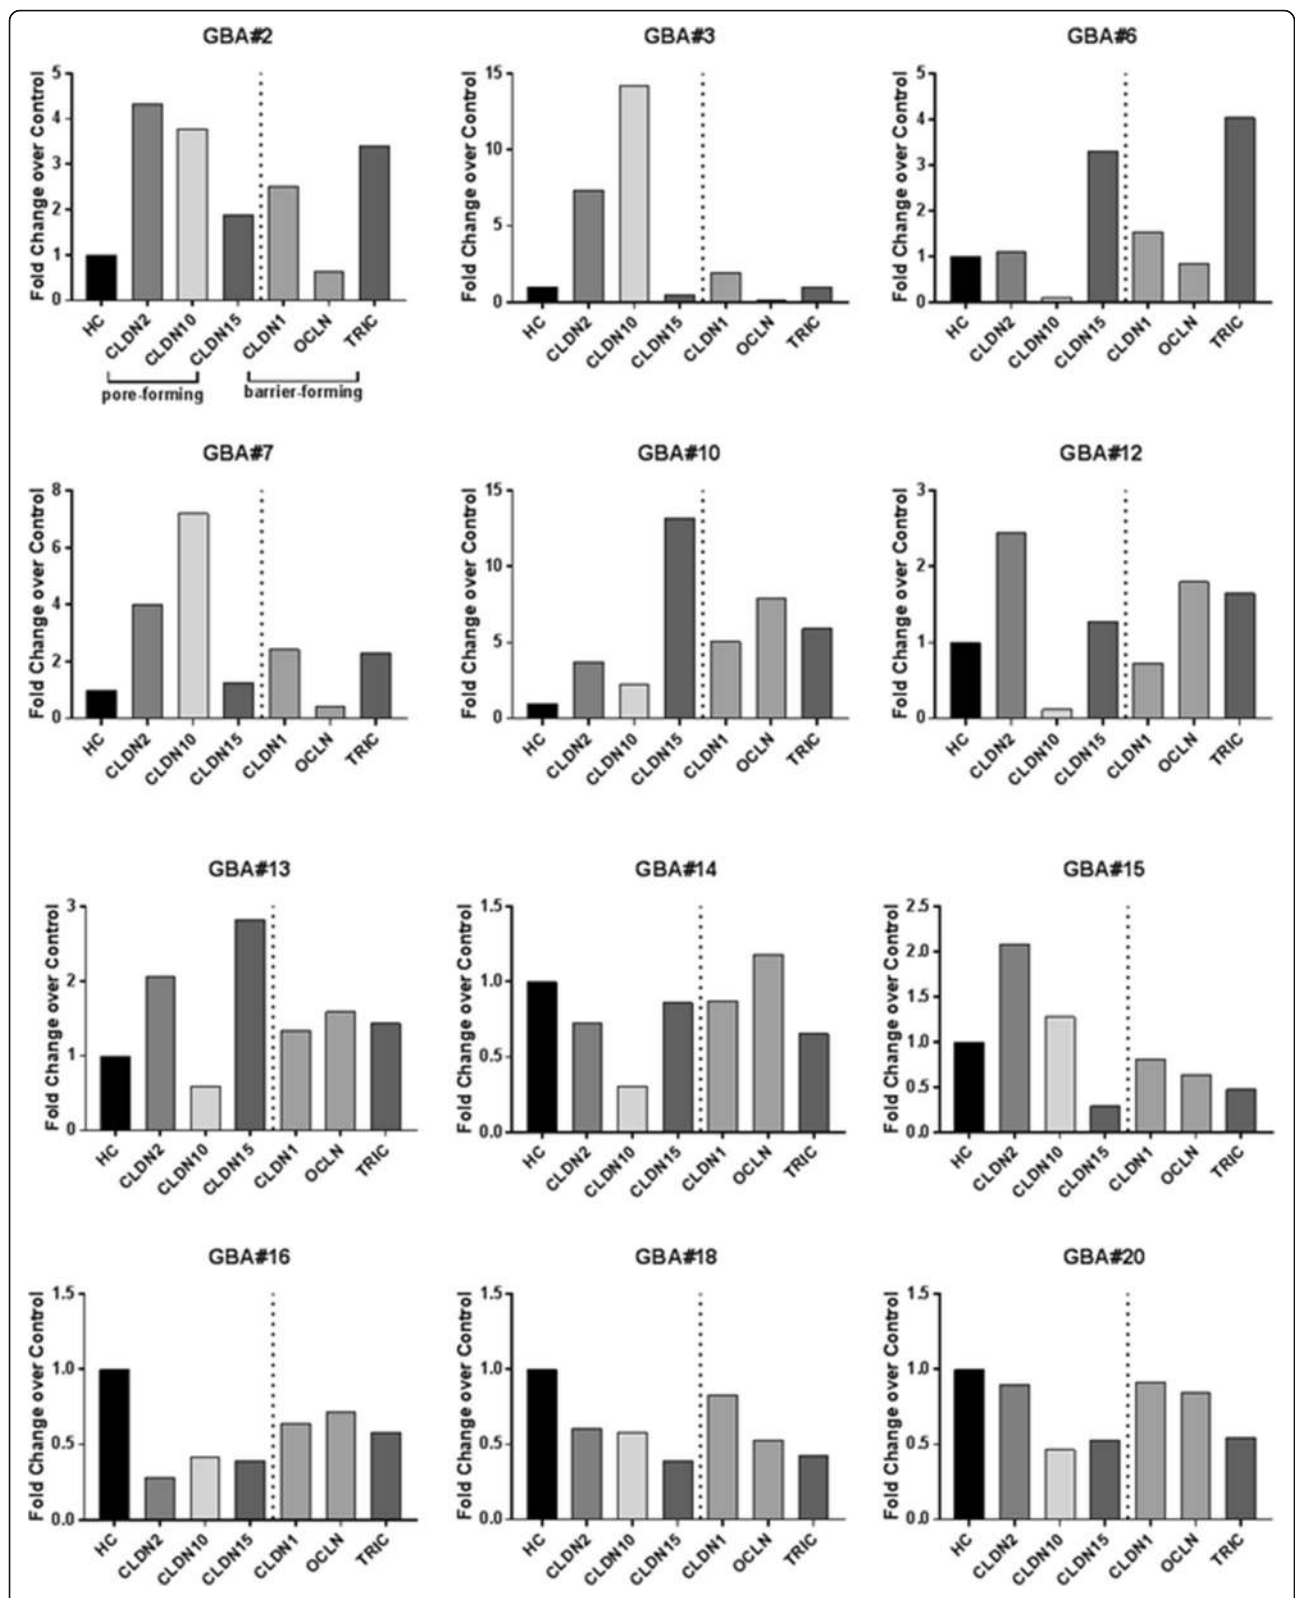 GBA#2
GBA#3
GBA#6
Fold Change over Control
5
4
3
2
1
0
HC
CLDN2
CLDN10
CLDN15
CLDN1
OCLN
TRIC
pore-forming
barrier-forming
Fold Change over Control
15
10
5
0
HC
CLDN2
CLDN10
CLDN15
CLDN1
OCLN
TRIC
Fold Change over Control
5
4
3
2
1
0
HC
CLDN2
CLDN10
CLDN15
CLDN1
OCLN
TRIC
GBA#7
GBA#10
GBA#12
Fold Change over Control
8
6
4
2
0
HC
CLDN2
CLDN10
CLDN15
CLDN1
OCLN
TRIC
Fold Change over Control
15
10
5
0
HC
CLDN2
CLDN10
CLDN15
CLDN1
OCLN
TRIC
Fold Change over Control
3
2
1
0
HC
CLDN2
CLDN10
CLDN15
CLDN1
OCLN
TRIC
GBA#13
GBA#14
GBA#15
Fold Change over Control
3
2
1
0
HC
CLDN2
CLDN10
CLDN15
CLDN1
OCLN
TRIC
Fold Change over Control
1.5
1.0
0.5
0.0
HC
CLDN2
CLDN10
CLDN15
CLDN1
OCLN
TRIC
Fold Change over Control
2.5
2.0
1.5
1.0
0.5
0.0
HC
CLDN2
CLDN10
CLDN15
CLDN1
OCLN
TRIC
GBA#16
GBA#18
GBA#20
Fold Change over Control
1.5
1.0
0.5
0.0
HC
CLDN2
CLDN10
CLDN15
CLDN1
OCLN
TRIC
Fold Change over Control
1.5
1.0
0.5
0.0
HC
CLDN2
CLDN10
CLDN15
CLDN1
OCLN
TRIC
Fold Change over Control
1.5
1.0
0.5
0.0
HC
CLDN2
CLDN10
CLDN15
CLDN1
OCLN
TRIC